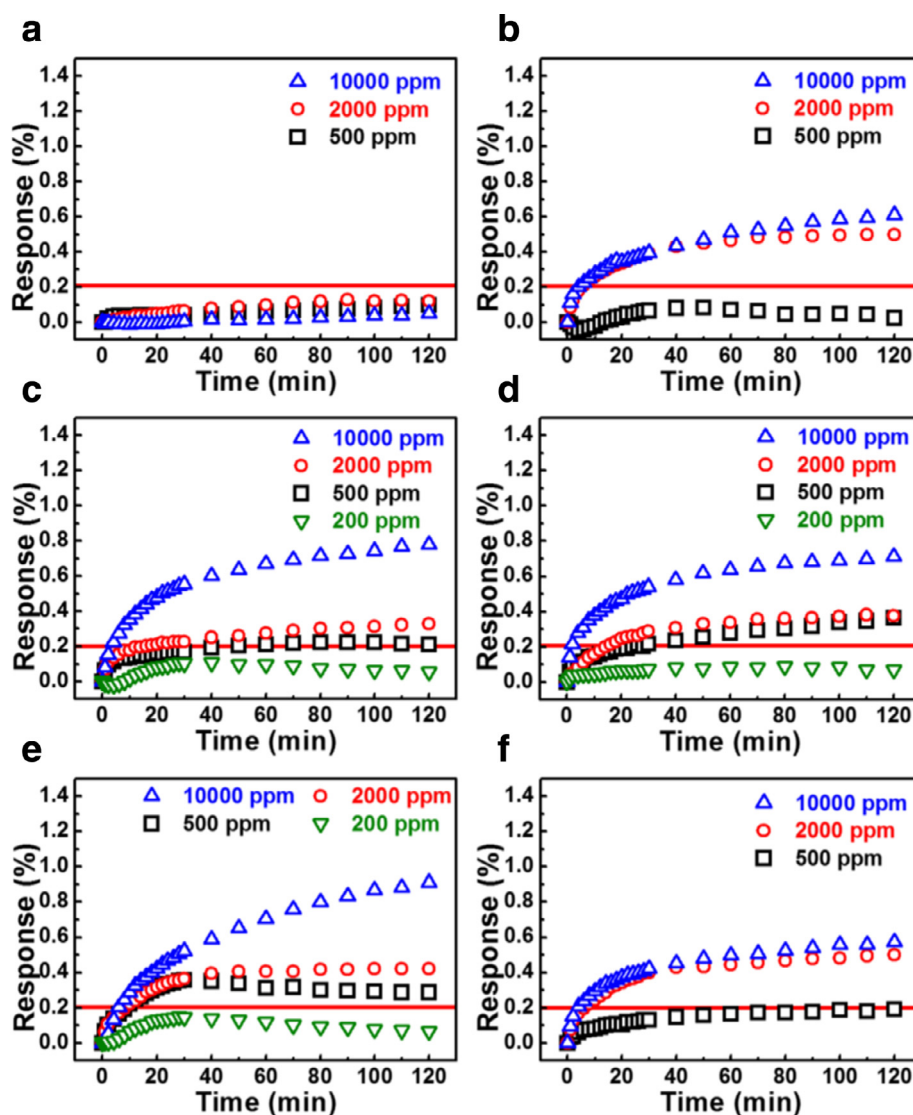 a
1.4
1.2
1.0
0.8
0.6
0.4
0.2
0.0
Response (%)
10000 ppm
2000 ppm
500 ppm
0 20 40 60 80 100 120
Time (min)
b
1.4
1.2
1.0
0.8
0.6
0.4
0.2
0.0
Response (%)
10000 ppm
2000 ppm
500 ppm
0 20 40 60 80 100 120
Time (min)
c
1.4
1.2
1.0
0.8
0.6
0.4
0.2
0.0
Response (%)
10000 ppm
2000 ppm
500 ppm
200 ppm
0 20 40 60 80 100 120
Time (min)
d
1.4
1.2
1.0
0.8
0.6
0.4
0.2
0.0
Response (%)
10000 ppm
2000 ppm
500 ppm
200 ppm
0 20 40 60 80 100 120
Time (min)
e
1.4
1.2
1.0
0.8
0.6
0.4
0.2
0.0
Response (%)
10000 ppm 2000 ppm
500 ppm 200 ppm
0 20 40 60 80 100 120
Time (min)
f
1.4
1.2
1.0
0.8
0.6
0.4
0.2
0.0
Response (%)
10000 ppm
2000 ppm
500 ppm
0 20 40 60 80 100 120
Time (min)